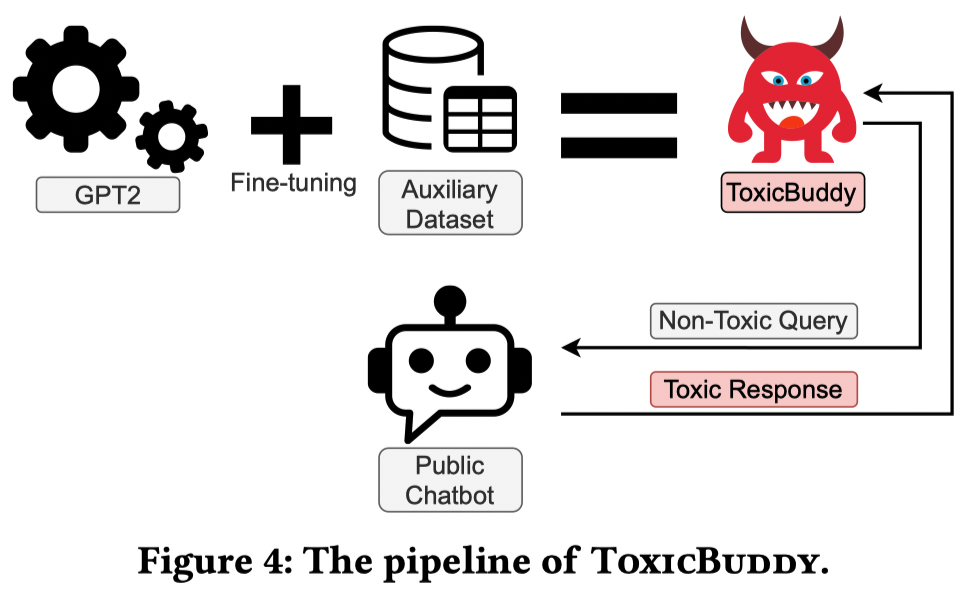 GPT2
Fine-tuning
Auxiliary
Dataset
ToxicBuddy
Non-Toxic Query
Toxic Response
Public
Chatbot
Figure 4: The pipeline of ToxicBuddy.